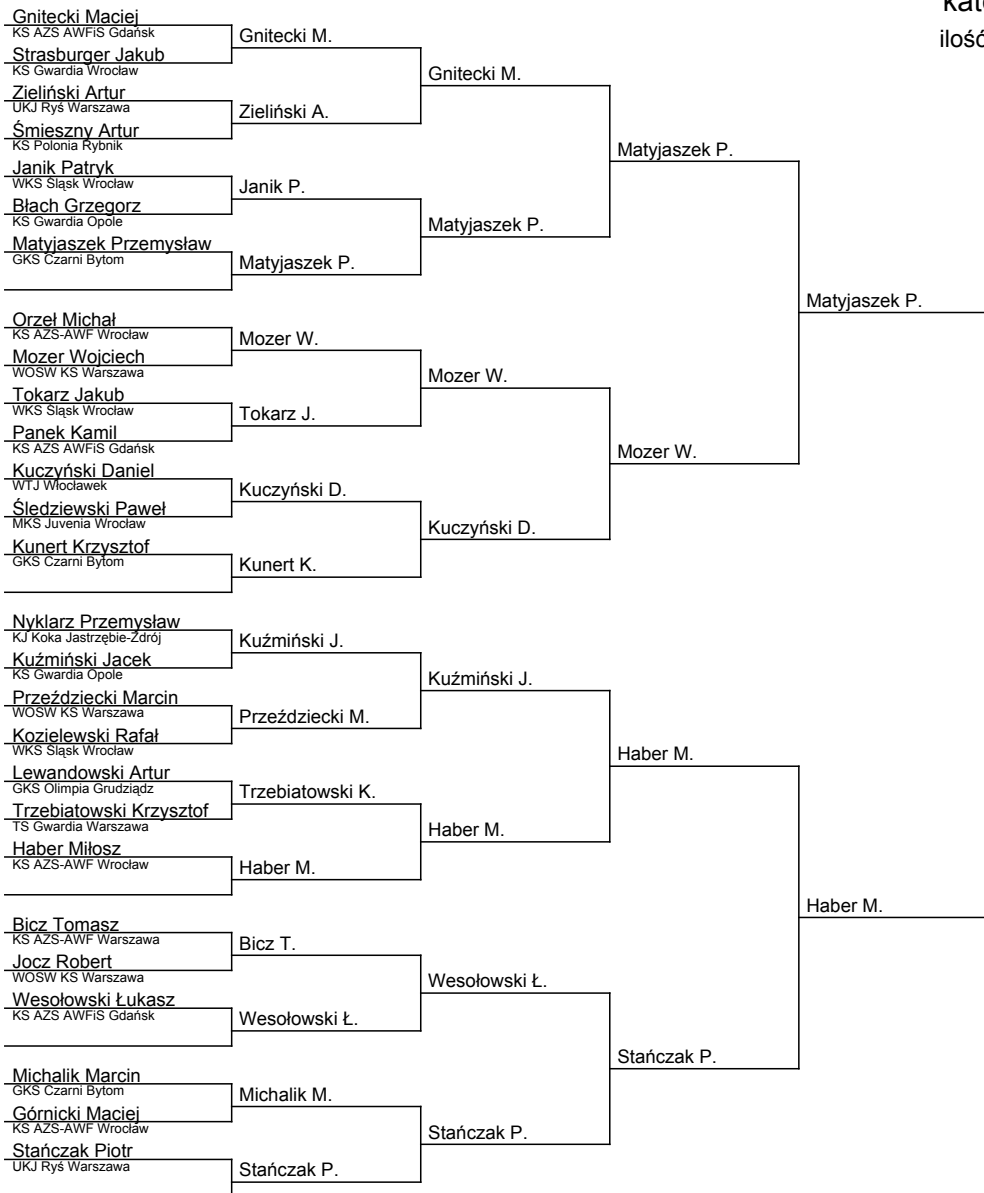 kat
ilość
Gnitecki Maciej
KS AZS AWFiS Gdańsk
Strasburger Jakub
KS Gwardia Wrocław
Zieliński Artur
UKJ Ryś Warszawa
Śmieszny Artur
KS Polonia Rybnik
Janik Patryk
WKS Śląsk Wrocław
Błach Grzegorz
KS Gwardia Opole
Matyjaszek Przemysław
GKS Czarni Bytom
Orzeł Michał
KS AZS-AWF Wrocław
Mozer Wojciech
WOSW KS Warszawa
Tokarz Jakub
WKS Śląsk Wrocław
Panek Kamil
KS AZS AWFiS Gdańsk
Kuczyński Daniel
WTJ Włocławek
Śledziewski Paweł
MKS Juvenia Wrocław
Kunert Krzysztof
GKS Czarni Bytom
Nyklarz Przemysław
KJ Koka Jastrzębie-Zdrój
Kuźmiński Jacek
KS Gwardia Opole
Przeździecki Marcin
WOSW KS Warszawa
Kozielewski Rafał
WKS Śląsk Wrocław
Lewandowski Artur
GKS Olimpia Grudziądz
Trzebiatowski Krzysztof
TS Gwardia Warszawa
Haber Miłosz
KS AZS-AWF Wrocław
Bicz Tomasz
KS AZS-AWF Warszawa
Jocz Robert
WOSW KS Warszawa
Wesołowski Łukasz
KS AZS AWFiS Gdańsk
Michalik Marcin
GKS Czarni Bytom
Górnicki Maciej
KS AZS-AWF Wrocław
Stańczak Piotr
UKJ Ryś Warszawa
Gnitecki M.
Zieliński A.
Janik P.
Matyjaszek P.
Mozer W.
Tokarz J.
Kuczyński D.
Kunert K.
Kuźmiński J.
Przeździecki M.
Trzebiatowski K.
Haber M.
Bicz T.
Wesołowski Ł.
Michalik M.
Stańczak P.
Gnitecki M.
Matyjaszek P.
Mozer W.
Kuczyński D.
Kuźmiński J.
Haber M.
Wesołowski Ł.
Stańczak P.
Matyjaszek P.
Mozer W.
Haber M.
Stańczak P.
Matyjaszek P.
Haber M.